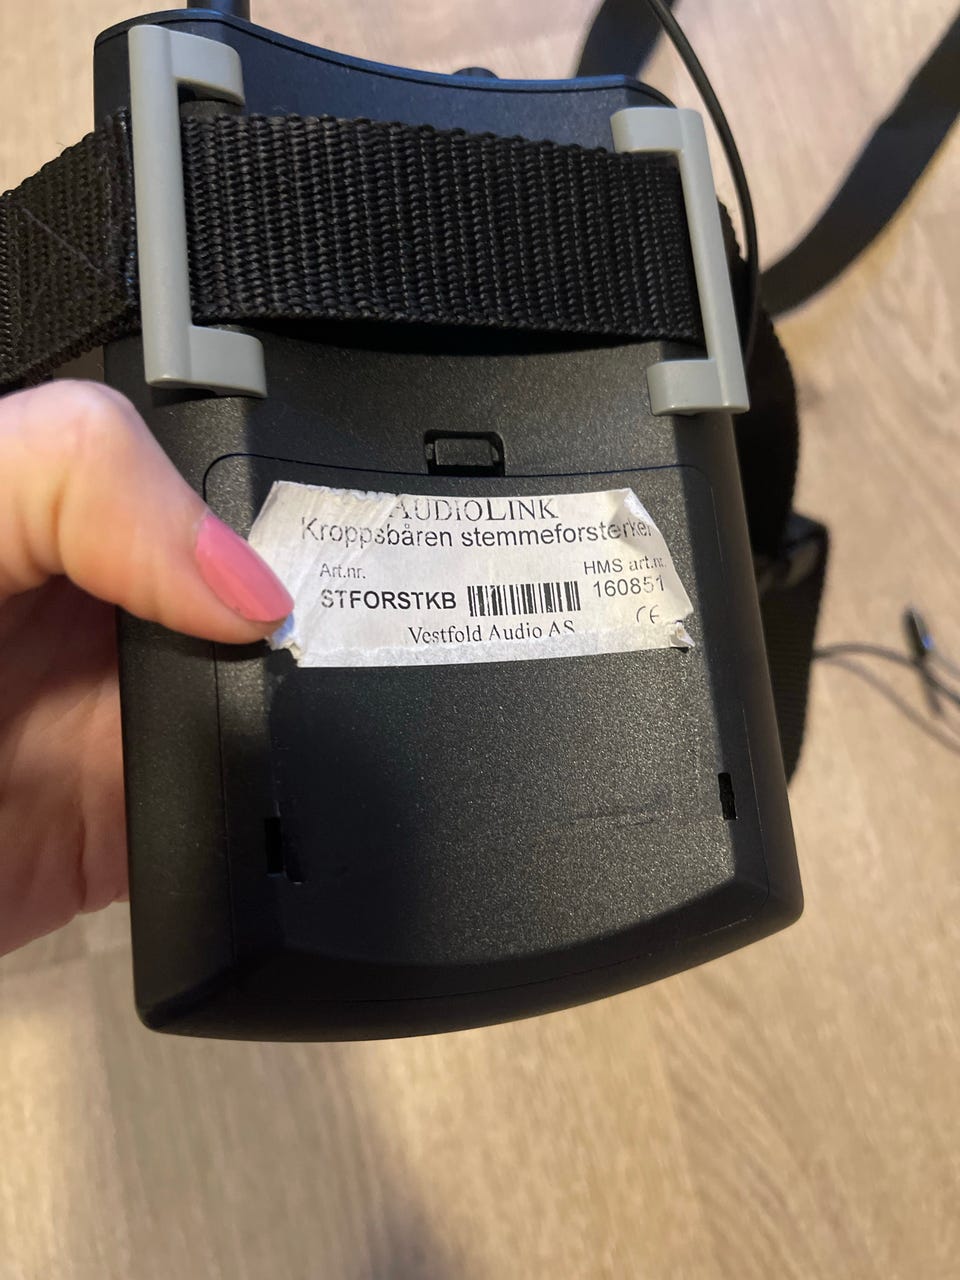 AUDIOLINK
Kroppsbåren stemmeforsterker
Art.nr.
HMS art.nr.
STFORSTKB
160851
CE
Vestfold Audio AS